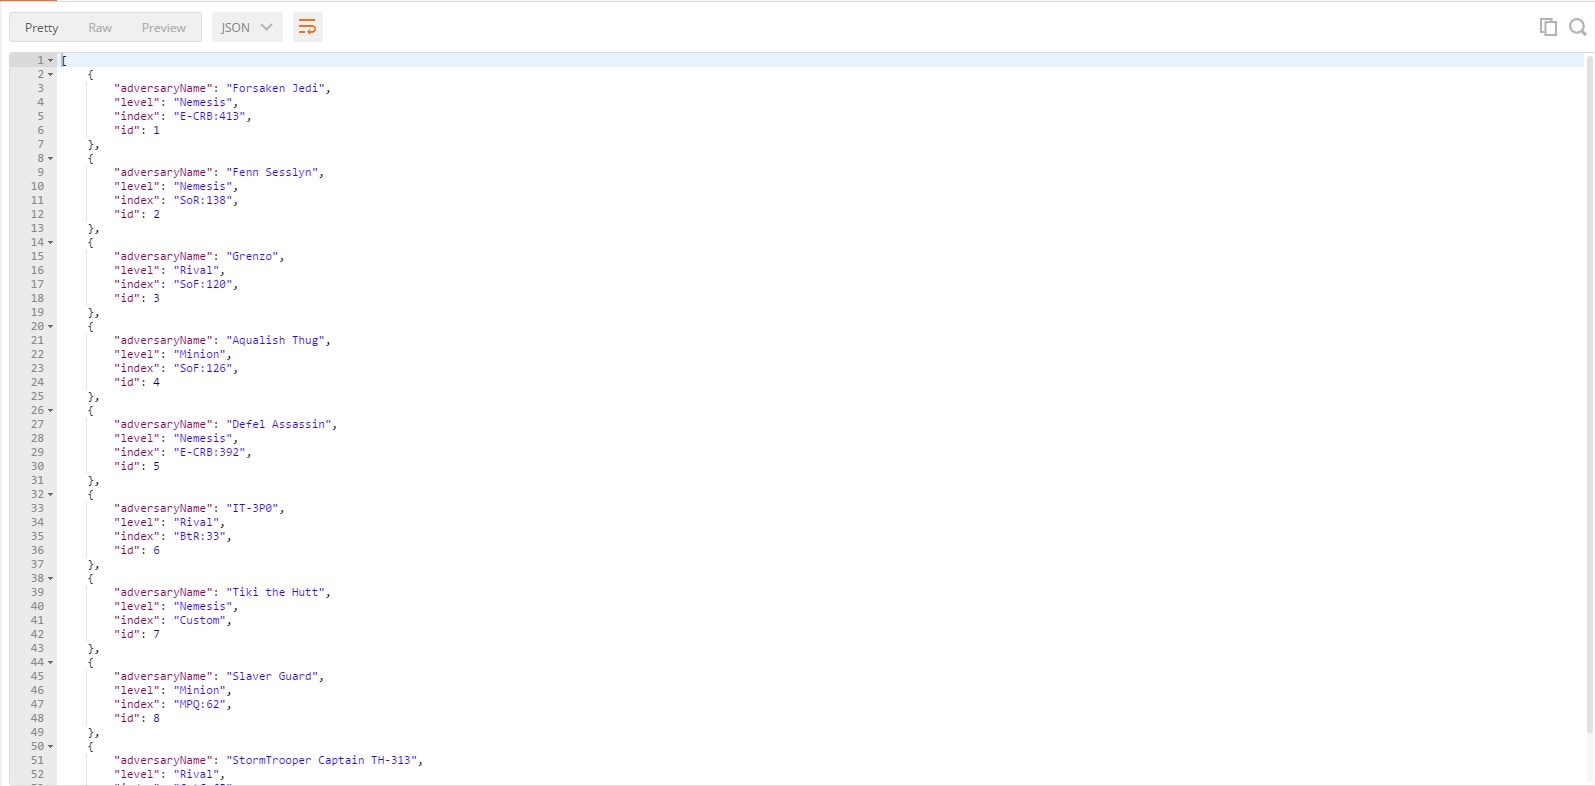 Pretty Raw Preview JSON
1 [
2 {
3 "adversaryName": "Forsaken Jedi",
4 "level": "Nemesis",
5 "index": "E-CRB:413",
6 "id": 1
7 },
8 {
9 "adversaryName": "Fenn Sesslyn",
10 "level": "Nemesis",
11 "index": "SoR:138",
12 "id": 2
13 },
14 {
15 "adversaryName": "Grenzo",
16 "level": "Rival",
17 "index": "SoF:120",
18 "id": 3
19 },
20 {
21 "adversaryName": "Aqualish Thug",
22 "level": "Minion",
23 "index": "SoF:126",
24 "id": 4
25 },
26 {
27 "adversaryName": "Defel Assassin",
28 "level": "Nemesis",
29 "index": "E-CRB:392",
30 "id": 5
31 },
32 {
33 "adversaryName": "IT-3P0",
34 "level": "Rival",
35 "index": "BtR:33",
36 "id": 6
37 },
38 {
39 "adversaryName": "Tiki the Hutt",
40 "level": "Nemesis",
41 "index": "Custom",
42 "id": 7
43 },
44 {
45 "adversaryName": "Slaver Guard",
46 "level": "Minion",
47 "index": "MPQ:62",
48 "id": 8
49 },
50 {
51 "adversaryName": "StormTrooper Captain TH-313",
52 "level": "Rival",